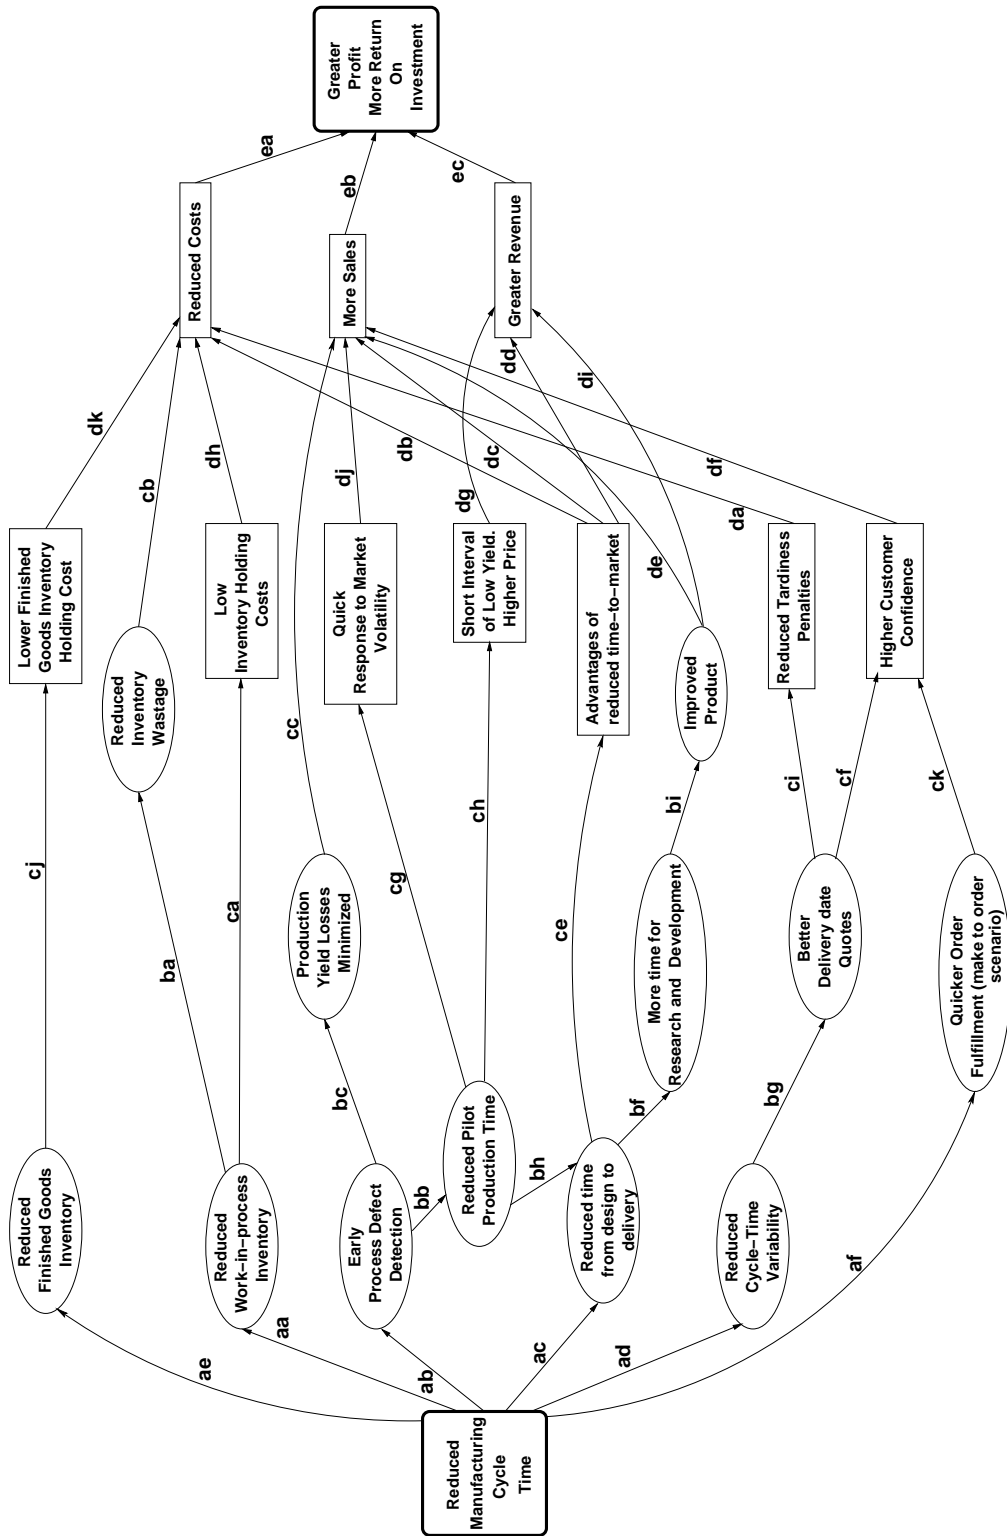 Reduced
Manufacturing
Cycle
Time
ae
aa
ab
ac
ad
af
Reduced
Finished Goods
Inventory
Reduced
Work−in−process
Inventory
Early
Process Defect
Detection
Reduced Pilot
Production Time
Reduced time
from design to
delivery
Reduced
Cycle−Time
Variability
cj
ba
ca
bc
bb
cg
ch
bh
ce
bf
bg
Production
Yield Losses
Minimized
More time for
Research and Development
Better
Delivery date
Quotes
Quicker Order
Fulfillment (make to order
scenario)
cc
bi
ci
cf
ck
Lower Finished
Goods Inventory
Holding Cost
Reduced
Inventory
Wastage
Low
Inventory Holding
Costs
Quick
Response to Market
Volatility
Short Interval
of Low Yield.
Higher Price
Advantages of
reduced time−to−market
Improved
Product
Reduced Tardiness
Penalties
Higher Customer
Confidence
dk
cb
dh
dj
dg
db
dc
dd
de
di
da
df
Reduced Costs
More Sales
Greater Revenue
ea
eb
ec
Greater
Profit
More Return
On
Investment